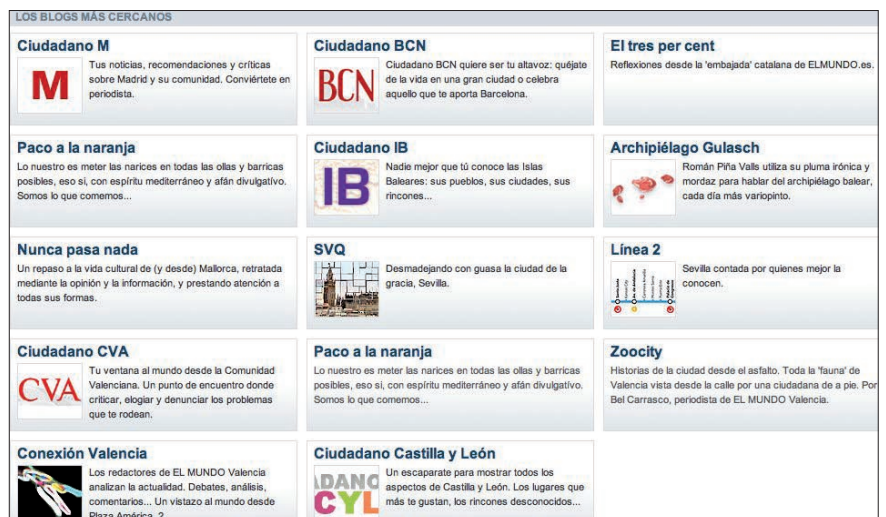 LOS BLOGS MÁS CERCANOS
Ciudadano M
M
Tus noticias, recomendaciones y críticas
sobre Madrid y su comunidad. Conviértete en
periodista.
Ciudadano BCN
BCN
Ciudadano BCN quiere ser tu altavoz: quéjate
de la vida en una gran ciudad o celebra
aquello que te aporta Barcelona.
El tres per cent
Reflexiones desde la 'embajada' catalana de ELMUNDO.es.
Paco a la naranja
Lo nuestro es meter las narices en todas las ollas y barricas
posibles, eso si, con espíritu mediterráneo y afán divulgatívo.
Somos lo que comemos...
Ciudadano IB
IB
Nadie mejor que tú conoce las Islas
Baleares: sus pueblos, sus ciudades, sus
rincones...
Archipiélago Gulasch
Román Piña Valls utiliza su pluma irónica y
mordaz para hablar del archipiélago balear,
cada día más variopinto.
Nunca pasa nada
Un repaso a la vida cultural de (y desde) Mallorca, retratada
mediante la opinión y la información, y prestando atención a
todas sus formas.
SVQ
Desmadejando con guasa la ciudad de la
gracia, Sevilla.
Línea 2
Sevilla contada por quienes mejor la
conocen.
Ciudadano CVA
CVA
Tu ventana al mundo desde la Comunidad
Valenciana. Un punto de encuentro donde
criticar, elogiar y denunciar los problemas
que te rodean.
Paco a la naranja
Lo nuestro es meter las narices en todas las ollas y barricas
posibles, eso si, con espíritu mediterráneo y afán divulgatívo.
Somos lo que comemos...
Zoocity
Historias de la ciudad desde el asfalto. Toda la 'fauna' de
Valencia vista desde la calle por una ciudadana de a pie. Por
Bel Carrasco, periodista de EL MUNDO Valencia.
Conexión Valencia
Los redactores de EL MUNDO Valencia
analizan la actualidad. Debates, análisis,
comentarios... Un vistazo al mundo desde
Plaza América, 2
Ciudadano Castilla y León
DANO
CYL
Un escaparate para mostrar todos los
aspectos de Castilla y León. Los lugares que
más te gustan, los rincones desconocidos...